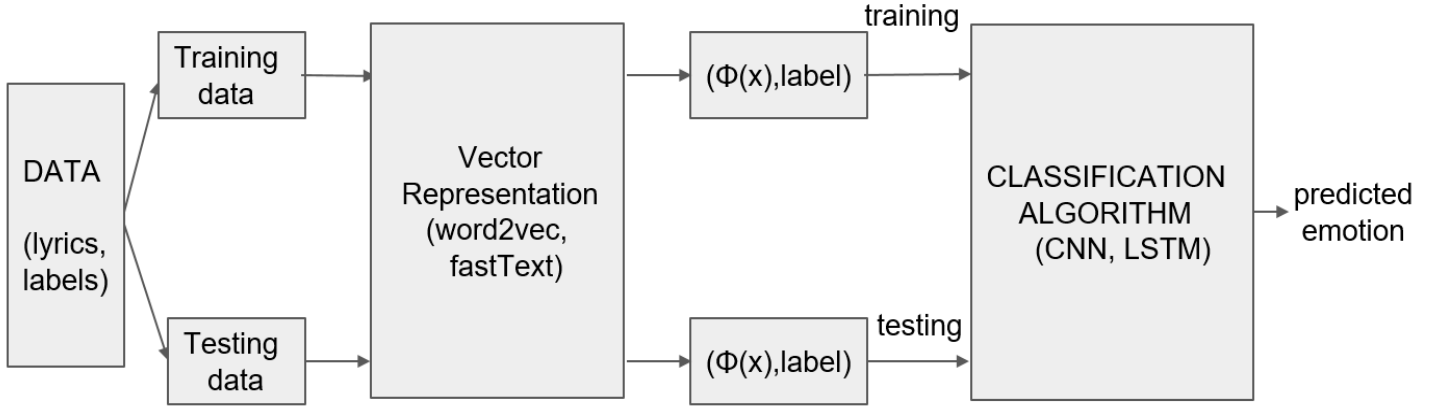 DATA
(lyrics,
labels)
Training
data
Testing
data
Vector
Representation
(word2vec,
fastText)
(Φ(x),label)
(Φ(x),label)
training
testing
CLASSIFICATION
ALGORITHM
(CNN, LSTM)
predicted
emotion